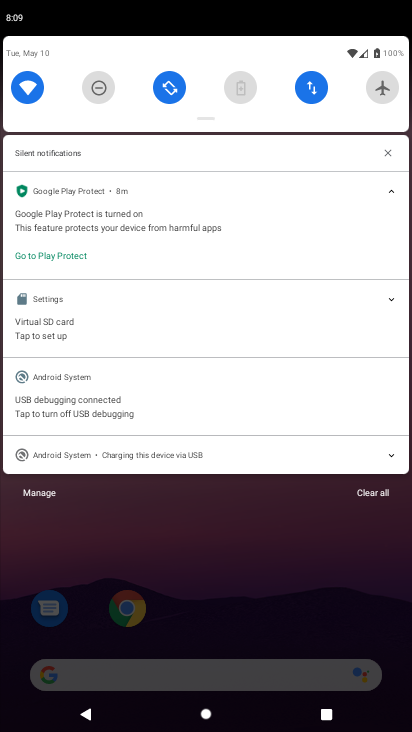 8:09
Tue, May 10
100%
Silent notifications
Google Play Protect • 8m
Google Play Protect is turned on
This feature protects your device from harmful apps
Go to Play Protect
Settings
Virtual SD card
Tap to set up
Android System
USB debugging connected
Tap to turn off USB debugging
Android System • Charging this device via USB
Manage
Clear all